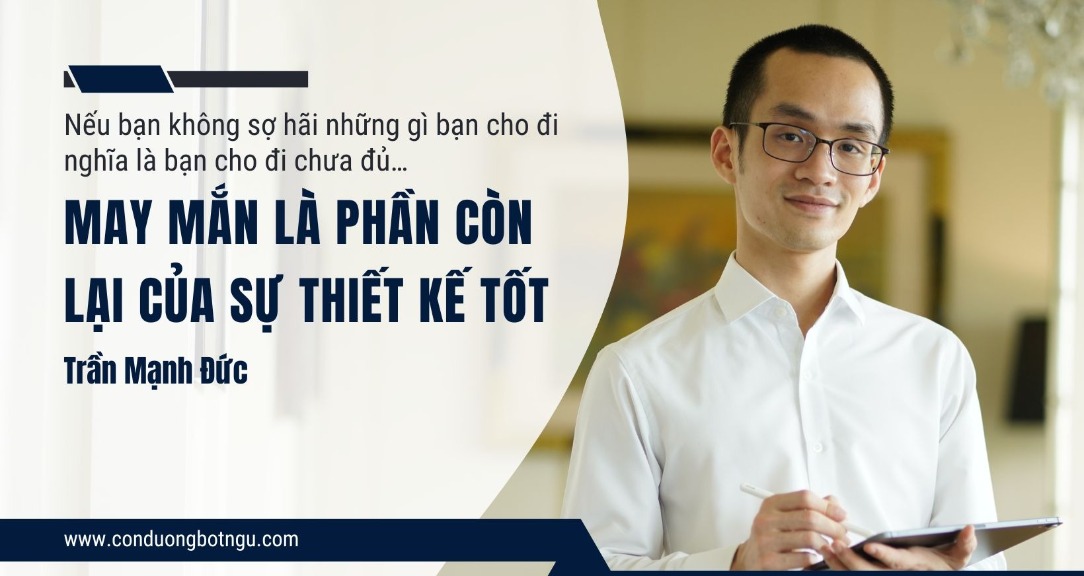 Nếu bạn không sợ hãi những gì bạn cho đi
nghĩa là bạn cho đi chưa đủ...
MAY MẮN LÀ PHẦN CÒN
LẠI CỦA SỰ THIẾT KẾ TỐT
Trần Mạnh Đức
www.conduongbotngu.com